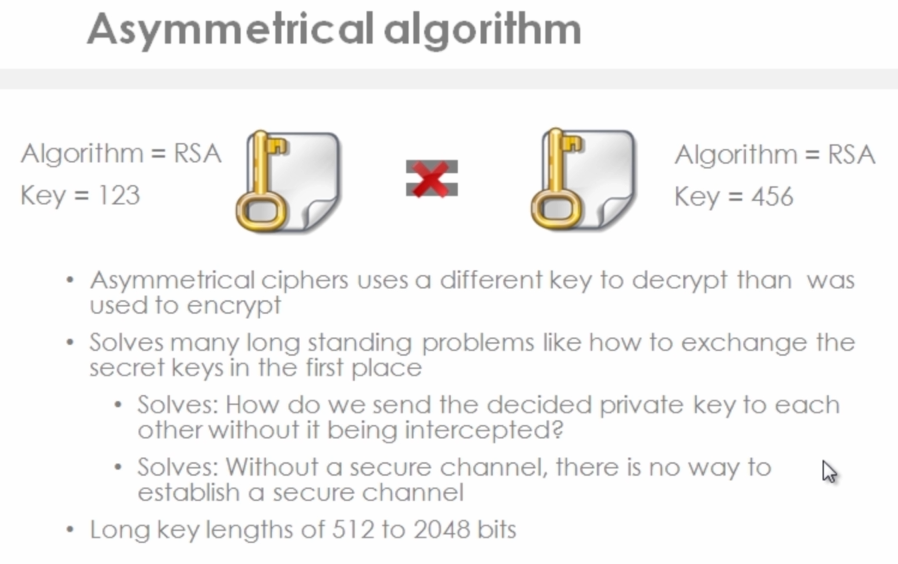 Asymmetrical algorithm
Algorithm = RSA
Key = 123
Algorithm = RSA
Key = 456
• Asymmetrical ciphers uses a different key to decrypt than was
used to encrypt
• Solves many long standing problems like how to exchange the
secret keys in the first place
• Solves: How do we send the decided private key to each
other without it being intercepted?
• Solves: Without a secure channel, there is no way to
establish a secure channel
• Long key lengths of 512 to 2048 bits